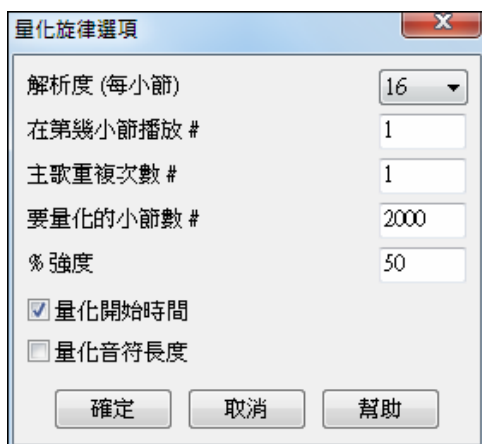 量化旋律選項
解析度 (每小節) 16
在第幾小節播放 # 1
主歌重複次數 # 1
要量化的小節數 # 2000
% 強度 50
量化開始時間
量化音符長度
確定 取消 幫助